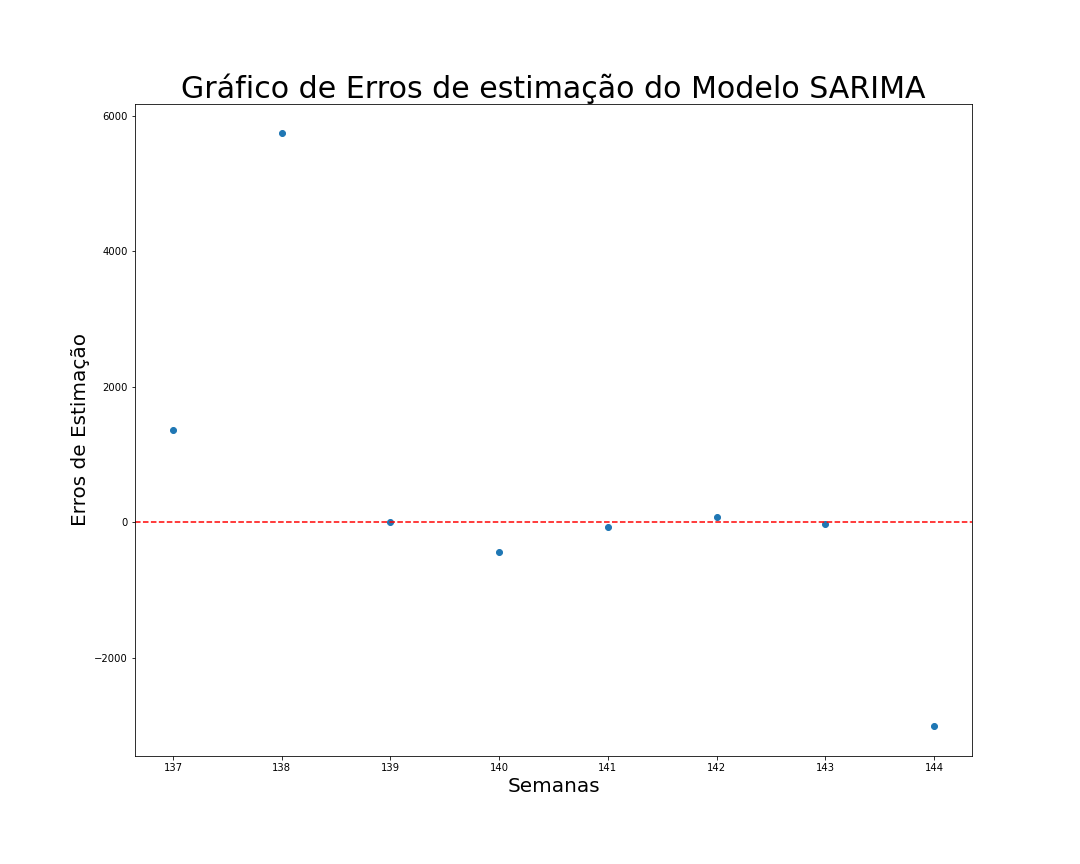 Gráfico de Erros de estimação do Modelo SARIMA
6000
4000
2000
0
−2000
Erros de Estimação
137 138 139 140 141 142 143 144
Semanas